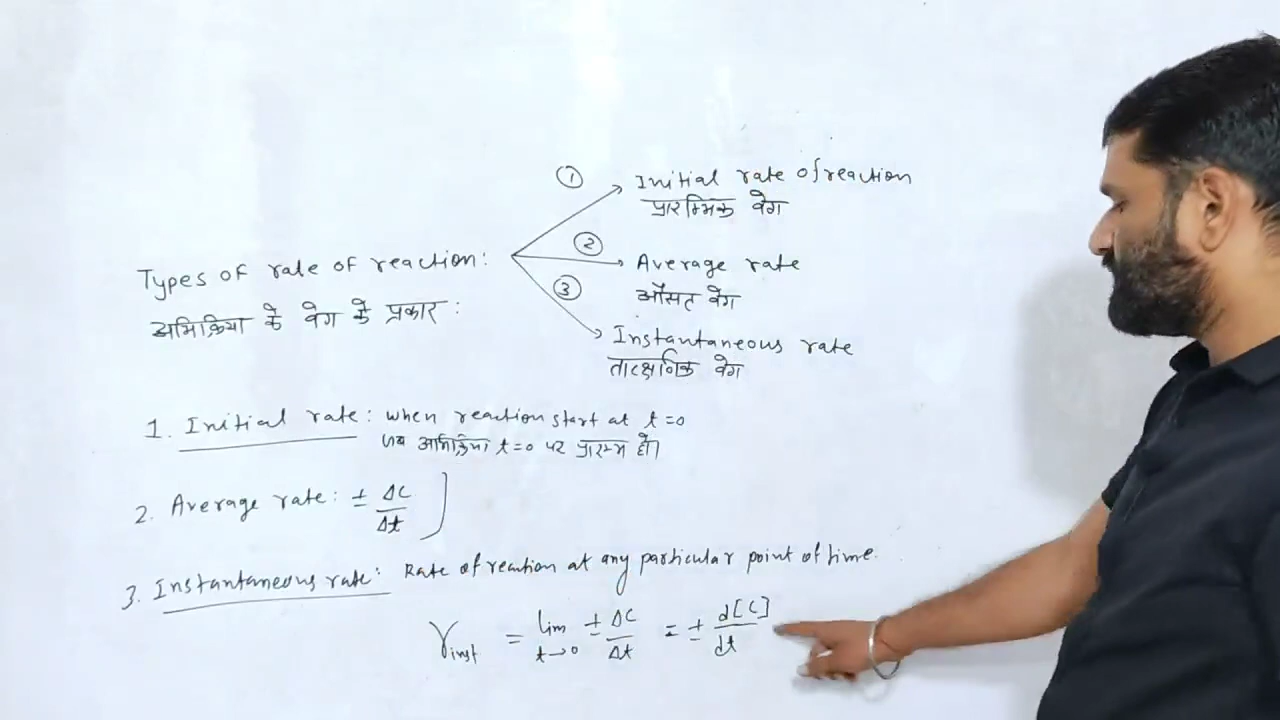 ① Initial rate of reaction
प्रारम्भिक वेग
Types of rate of reaction:
अभिक्रिया के वेग के प्रकार :
② Average rate
औसत वेग
③ Instantaneous rate
तात्क्षणिक वेग
1. Initial rate: when reaction start at t=0
जब अभिक्रिया t=0 पर प्रारम्भ हो।
2. Average rate: ± ΔC/Δt
3. Instantaneous rate: Rate of reaction at any particular point of time.
r inst = lim t→0 ± ΔC/Δt = ± d[C]/dt